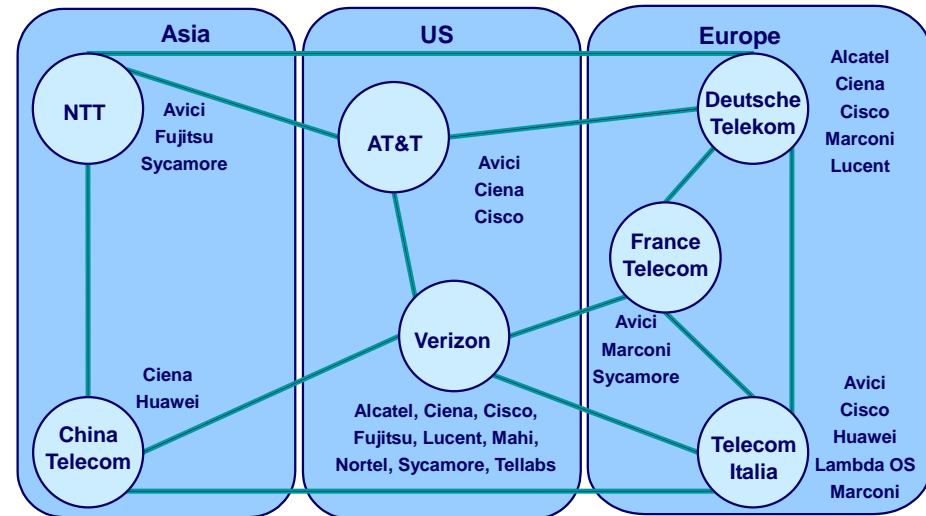 Asia
NTT
Avici
Fujitsu
Sycamore
Ciena
Huawei
China
Telecom
US
AT&T
Avici
Ciena
Cisco
Verizon
Alcatel, Ciena, Cisco,
Fujitsu, Lucent, Mahi,
Nortel, Sycamore, Tellabs
Europe
Deutsche
Telekom
Alcatel
Ciena
Cisco
Marconi
Lucent
France
Telecom
Avici
Marconi
Sycamore
Telecom
Italia
Avici
Cisco
Huawei
Lambda OS
Marconi